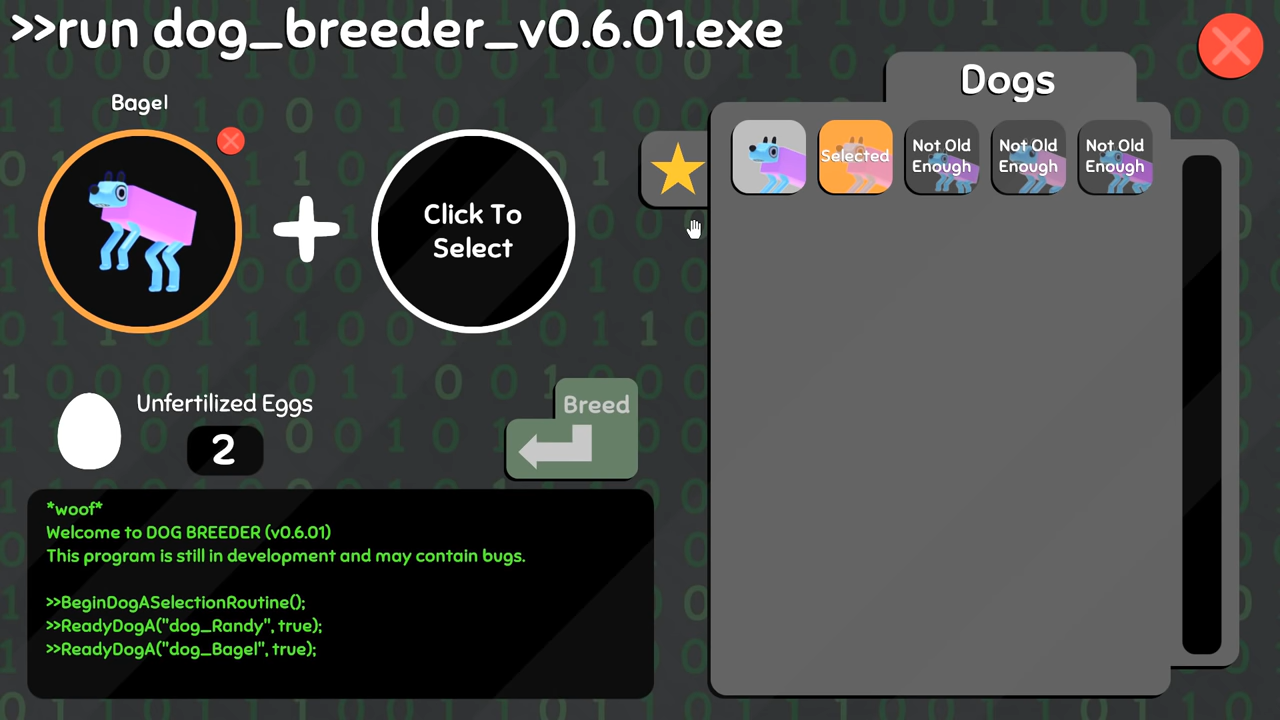 >>run dog_breeder_v0.6.01.exe
Dogs
Bagel
Click To
Select
Selected
Not Old
Enough
Not Old
Enough
Not Old
Enough
Unfertilized Eggs
2
Breed
*woof*
Welcome to DOG BREEDER (v0.6.01)
This program is still in development and may contain bugs.
>>BeginDogASelectionRoutine();
>>ReadyDogA("dog_Randy", true);
>>ReadyDogA("dog_Bagel", true);